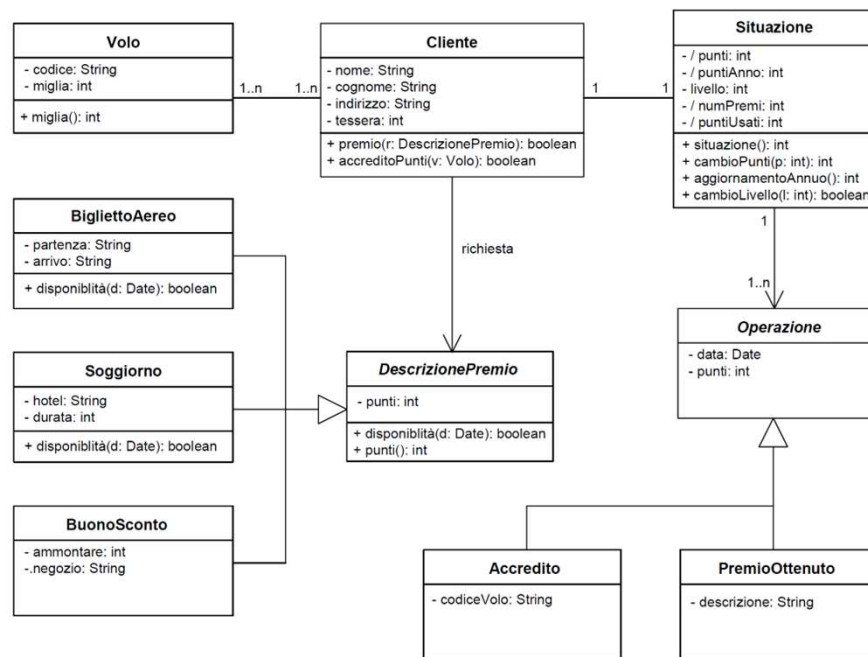 Volo
- codice: String
- miglia: int
+ miglia(): int
1..n
1..n
Cliente
- nome: String
- cognome: String
- indirizzo: String
- tessera: int
+ premio(r: DescrizionePremio): boolean
+ accreditoPunti(v: Volo): boolean
1
1
Situazione
- / punti: int
- / puntiAnno: int
- livello: int
- / numPremi: int
- / puntiUsati: int
+ situazione(): int
+ cambioPunti(p: int): int
+ aggiornamentoAnnuo(): int
+ cambioLivello(l: int): boolean
1
1..n
richiesta
BigliettoAereo
- partenza: String
- arrivo: String
+ disponiblità(d: Date): boolean
Soggiorno
- hotel: String
- durata: int
+ disponiblità(d: Date): boolean
BuonoSconto
- ammontare: int
-.negozio: String
DescrizionePremio
- punti: int
+ disponiblità(d: Date): boolean
+ punti(): int
Operazione
- data: Date
- punti: int
Accredito
- codiceVolo: String
PremioOttenuto
- descrizione: String